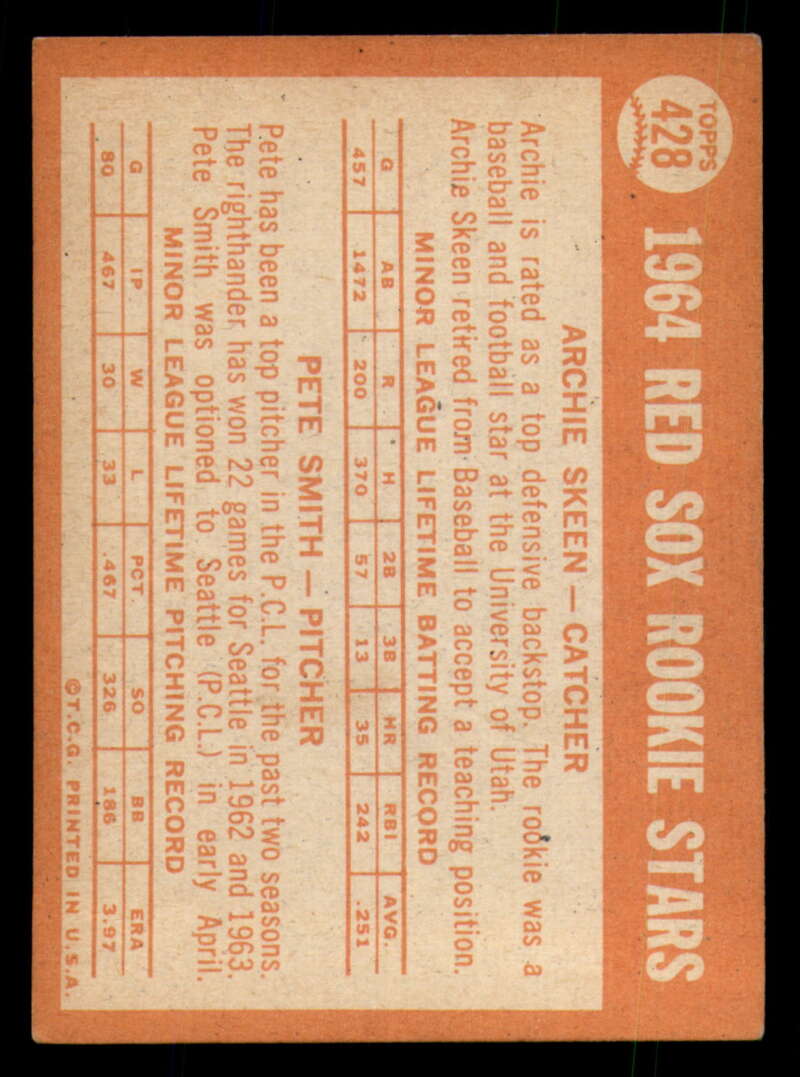 TOPPS
428
1964 RED SOX ROOKIE STARS
ARCHIE SKEEN — CATCHER
Archie is rated as a top defensive backstop. The rookie was a
baseball and football star at the University of Utah.
Archie Skeen retired from Baseball to accept a teaching position.
MINOR LEAGUE LIFETIME BATTING RECORD
G AB R H 2B 3B HR RBI AVG.
457 1472 200 370 57 13 35 242 .251
PETE SMITH — PITCHER
Pete has been a top pitcher in the P.C.L. for the past two seasons.
The righthander has won 22 games for Seattle in 1962 and 1963.
Pete Smith was optioned to Seattle (P.C.L.) in early April.
MINOR LEAGUE LIFETIME PITCHING RECORD
G IP W L PCT. SO BB ERA
80 467 30 33 .467 326 186 3.97
©T.C.G. PRINTED IN U.S.A.